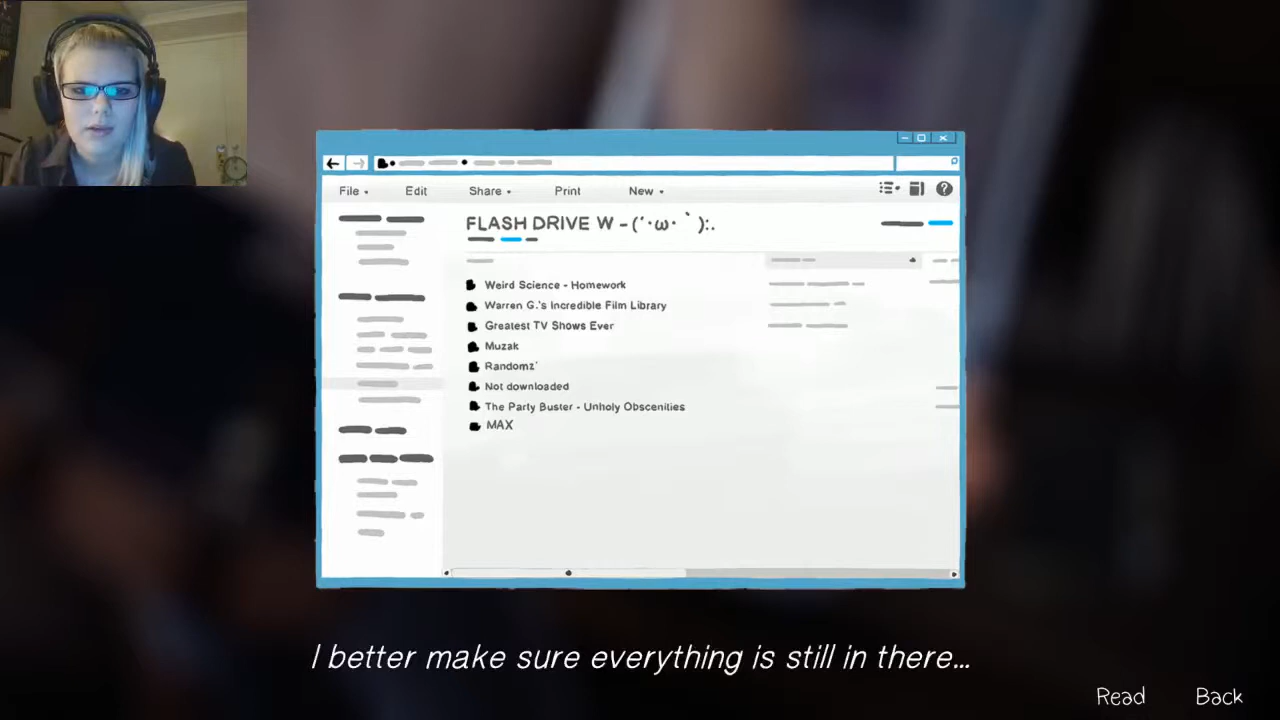 File Edit Share Print New
FLASH DRIVE W -(´･ω･`):.
Weird Science - Homework
Warren G.'s Incredible Film Library
Greatest TV Shows Ever
Muzak
Randomz'
Not downloaded
The Party Buster - Unholy Obscenities
MAX
I better make sure everything is still in there...
Read Back